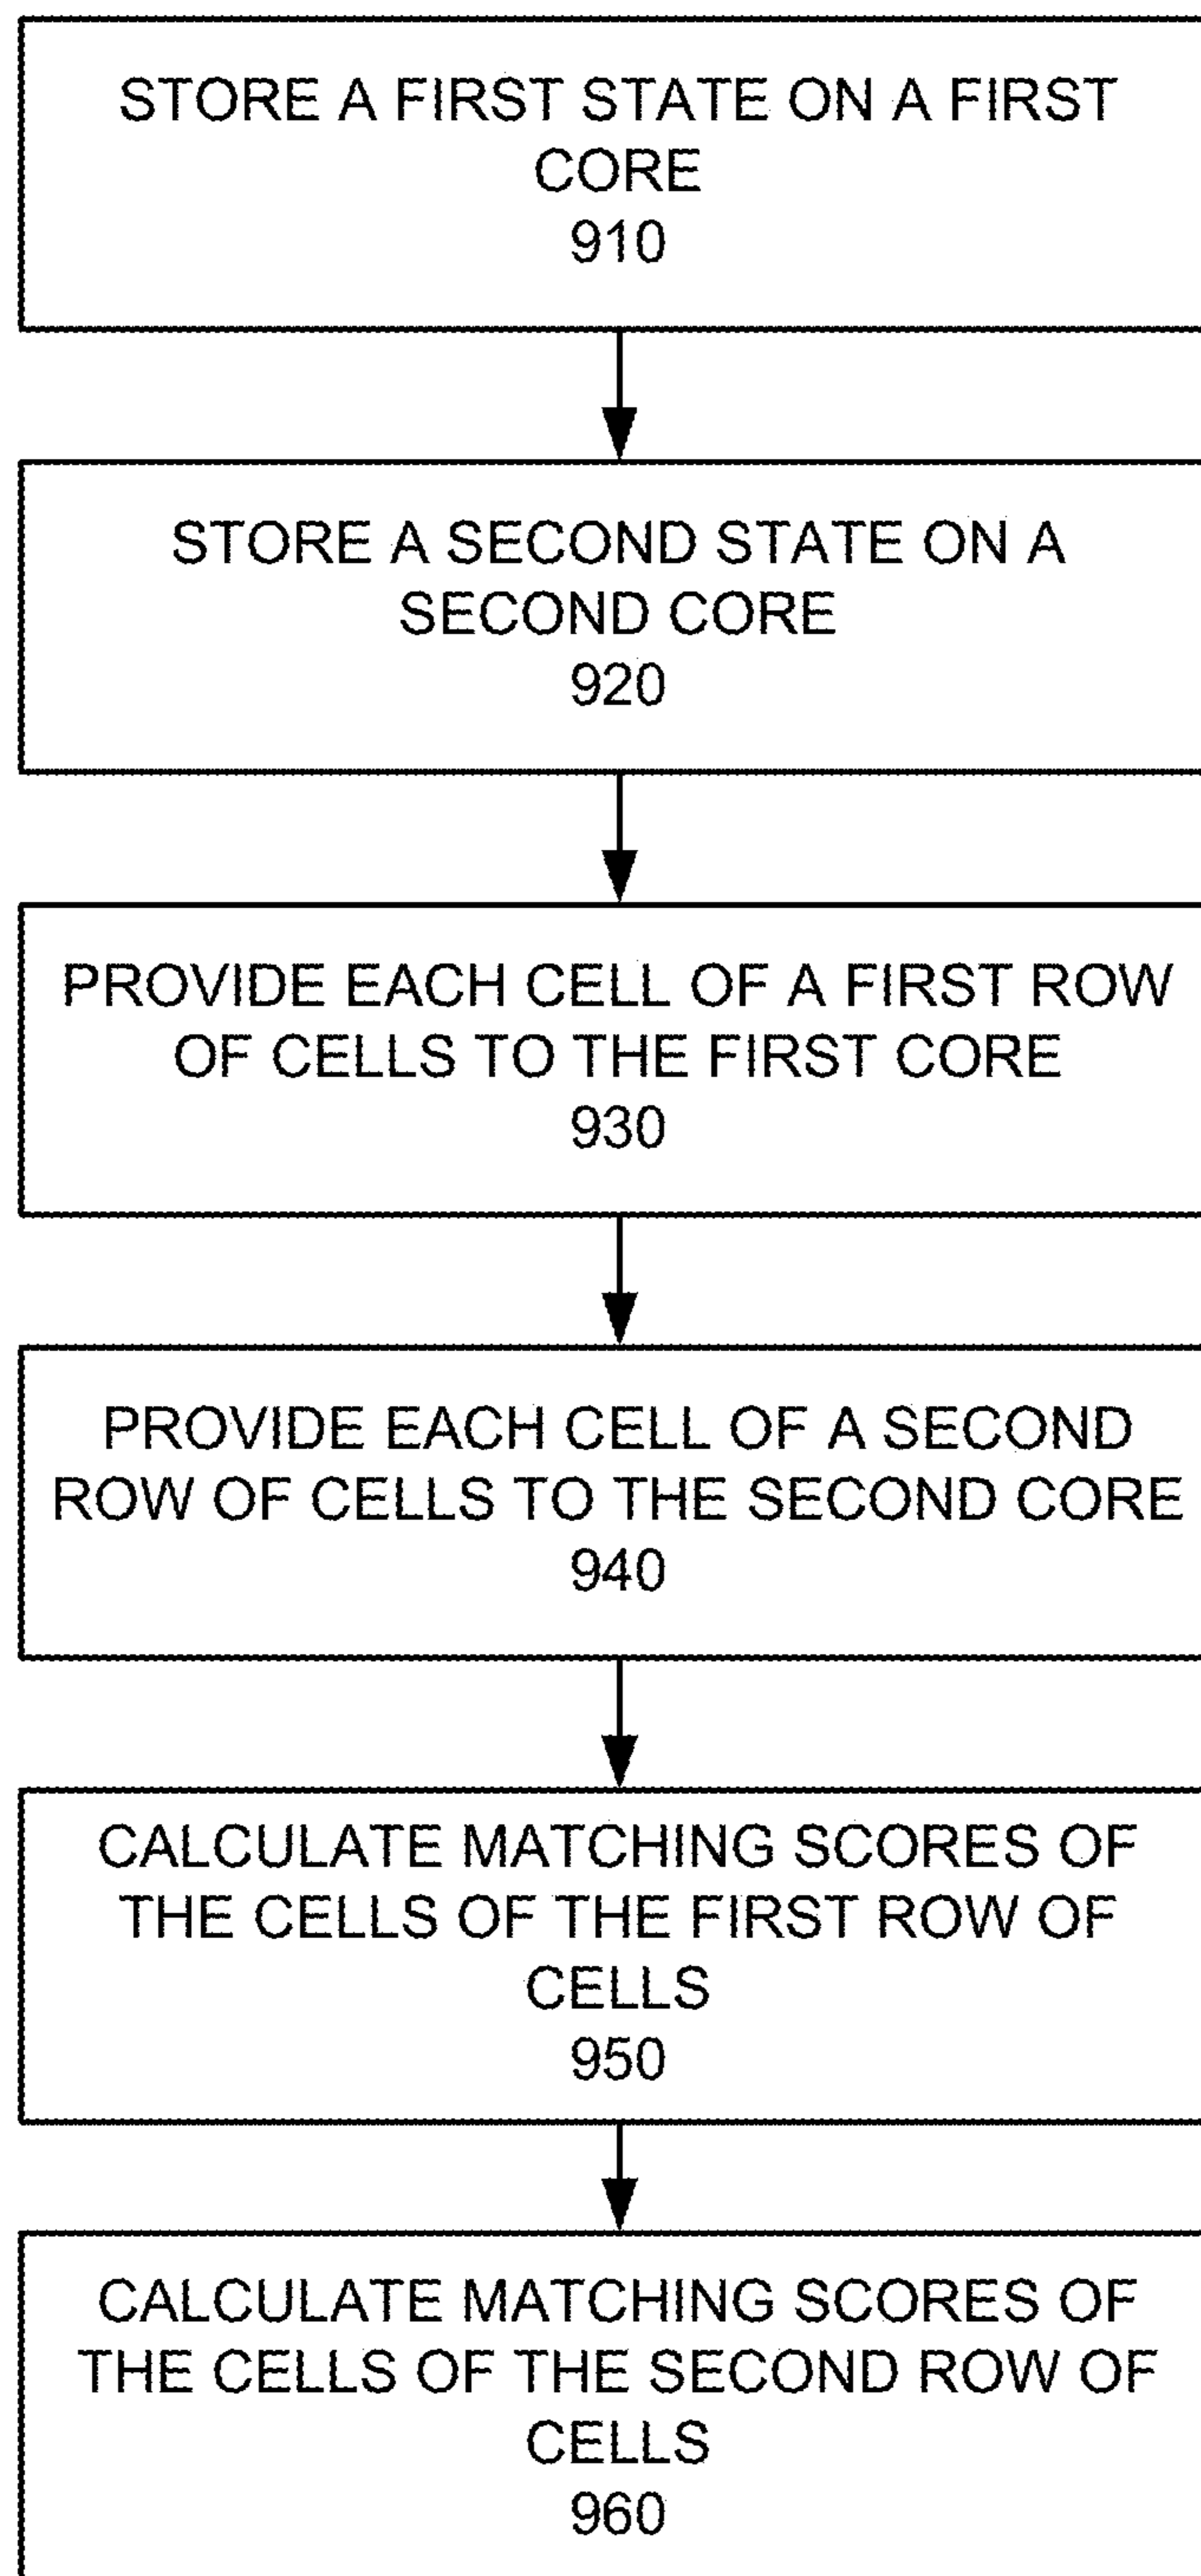 STORE A FIRST STATE ON A FIRST
CORE
910
STORE A SECOND STATE ON A
SECOND CORE
920
PROVIDE EACH CELL OF A FIRST ROW
OF CELLS TO THE FIRST CORE
930
PROVIDE EACH CELL OF A SECOND
ROW OF CELLS TO THE SECOND CORE
940
CALCULATE MATCHING SCORES OF
THE CELLS OF THE FIRST ROW OF
CELLS
950
CALCULATE MATCHING SCORES OF
THE CELLS OF THE SECOND ROW OF
CELLS
960